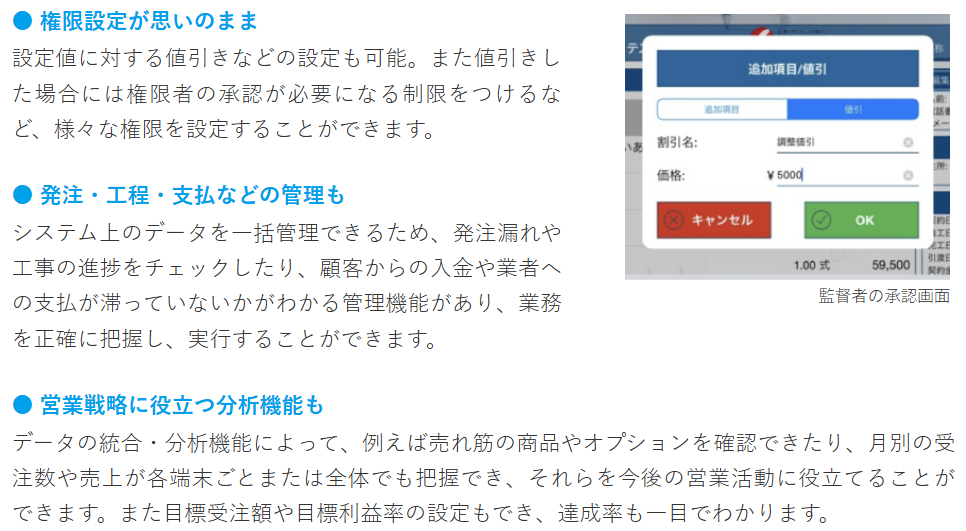 ● 権限設定が思いのまま
設定値に対する値引きなどの設定も可能。また値引きし
た場合には権限者の承認が必要になる制限をつけるな
ど、様々な権限を設定することができます。
● 発注・工程・支払などの管理も
システム上のデータを一括管理できるため、発注漏れや
工事の進捗をチェックしたり、顧客からの入金や業者へ
の支払が滞っていないかがわかる管理機能があり、業務
を正確に把握し、実行することができます。
追加項目/値引
追加項目 値引
割引名: 調整値引
価格: ¥ 5000
キャンセル OK
1.00 式 59,500
監督者の承認画面
● 営業戦略に役立つ分析機能も
データの統合・分析機能によって、例えば売れ筋の商品やオプションを確認できたり、月別の受
注数や売上が各端末ごとまたは全体でも把握でき、それらを今後の営業活動に役立てることが
できます。また目標受注額や目標利益率の設定もでき、達成率も一目でわかります。